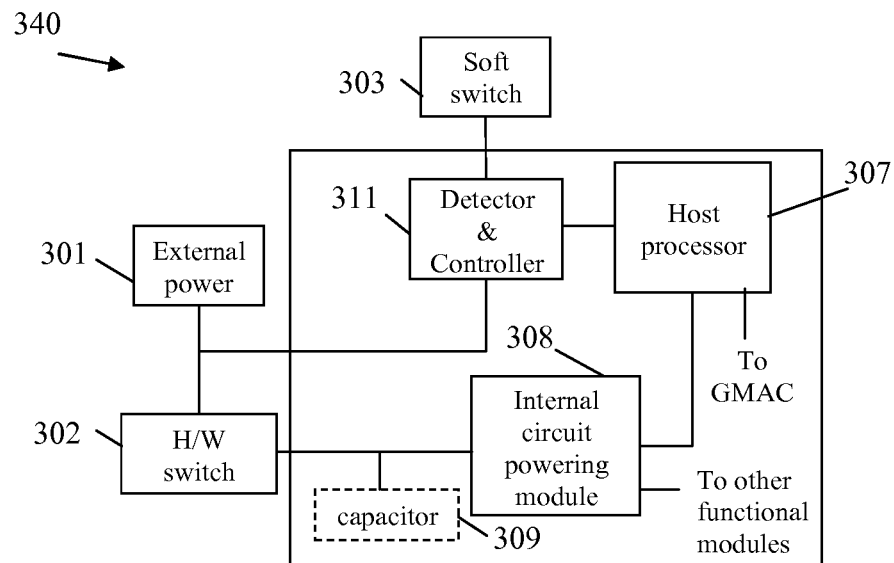 340
303
Soft
switch
311
Detector
&
Controller
Host
processor
307
301
External
power
To
GMAC
308
302
H/W
switch
Internal
circuit
powering
module
capacitor
309
To other
functional
modules